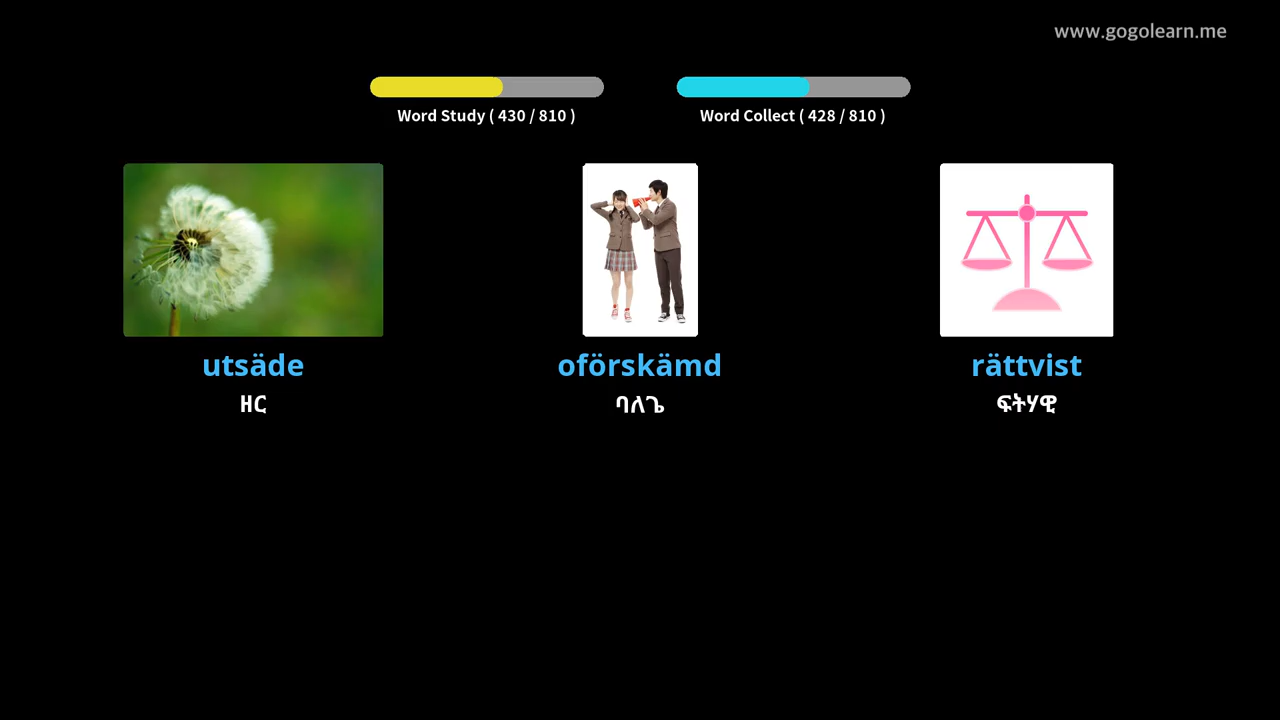 www.gogolearn.me
Word Study ( 430 / 810 )
Word Collect ( 428 / 810 )
utsäde
oförskämd
rättvist
ዘር
ባለጌ
ፍትሃዊ